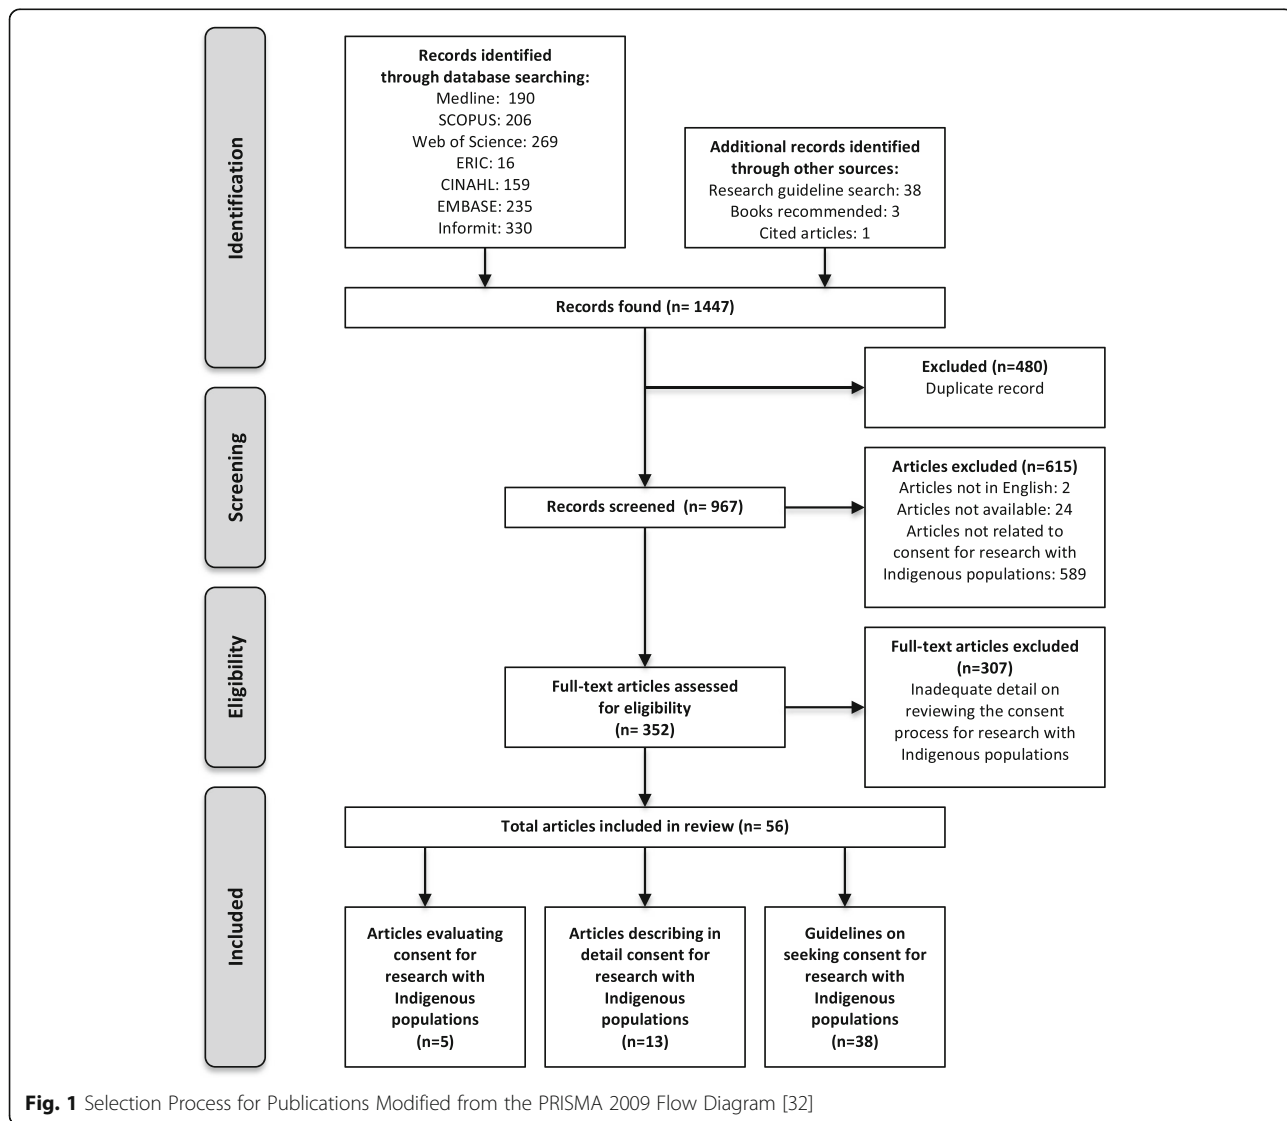 Identification
Records identified
through database searching:
Medline:  190
SCOPUS: 206
Web of Science: 269
ERIC: 16
CINAHL: 159
EMBASE: 235
Informit: 330
Additional records identified
through other sources:
Research guideline search: 38
Books recommended: 3
Cited articles: 1
Records found (n= 1447)
Excluded (n=480)
Duplicate record
Screening
Records screened  (n= 967)
Articles excluded (n=615)
Articles not in English: 2
Articles not available: 24
Articles not related to
consent for research with
Indigenous populations: 589
Eligibility
Full-text articles assessed
for eligibility
(n= 352)
Full-text articles excluded
(n=307)
Inadequate detail on
reviewing the consent
process for research with
Indigenous populations
Included
Total articles included in review (n= 56)
Articles evaluating
consent for
research with
Indigenous
populations
(n=5)
Articles describing in
detail consent for
research with
Indigenous
populations
(n=13)
Guidelines on
seeking consent for
research with
Indigenous
populations
(n=38)
Fig. 1 Selection Process for Publications Modified from the PRISMA 2009 Flow Diagram [32]